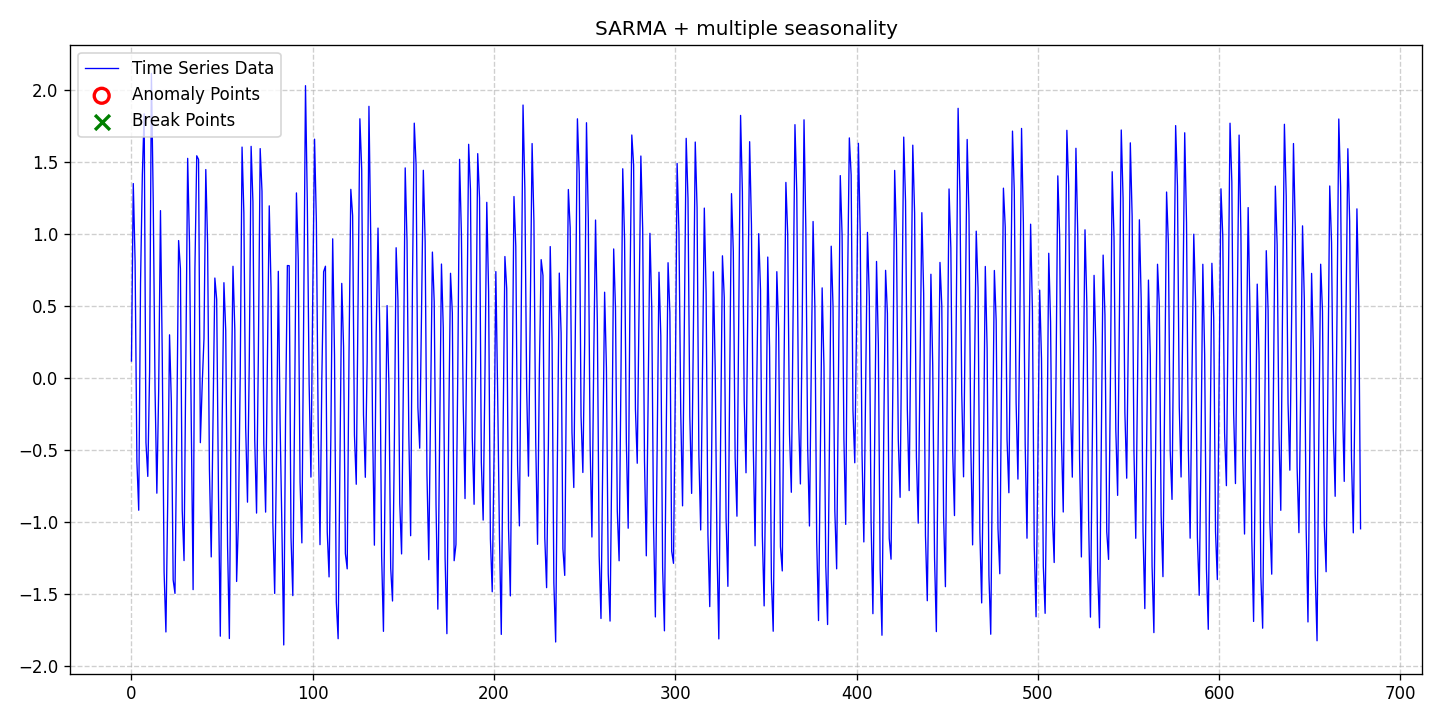 SARMA + multiple seasonality
Time Series Data
Anomaly Points
Break Points
2.0
1.5
1.0
0.5
0.0
−0.5
−1.0
−1.5
−2.0
0 100 200 300 400 500 600 700